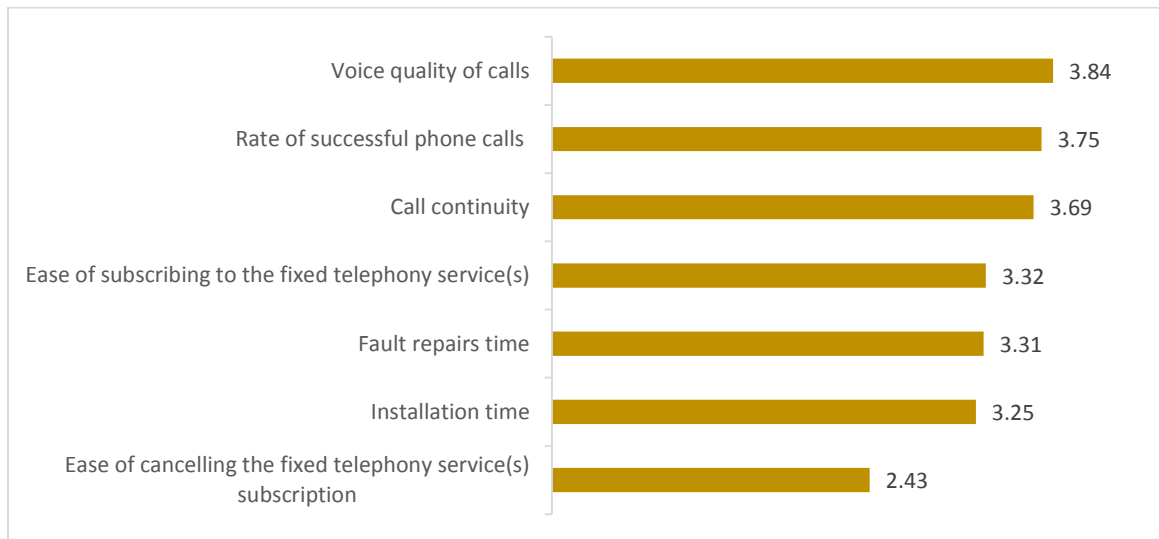 Voice quality of calls
3.84
Rate of successful phone calls
3.75
Call continuity
3.69
Ease of subscribing to the fixed telephony service(s)
3.32
Fault repairs time
3.31
Installation time
3.25
Ease of cancelling the fixed telephony service(s)
subscription
2.43